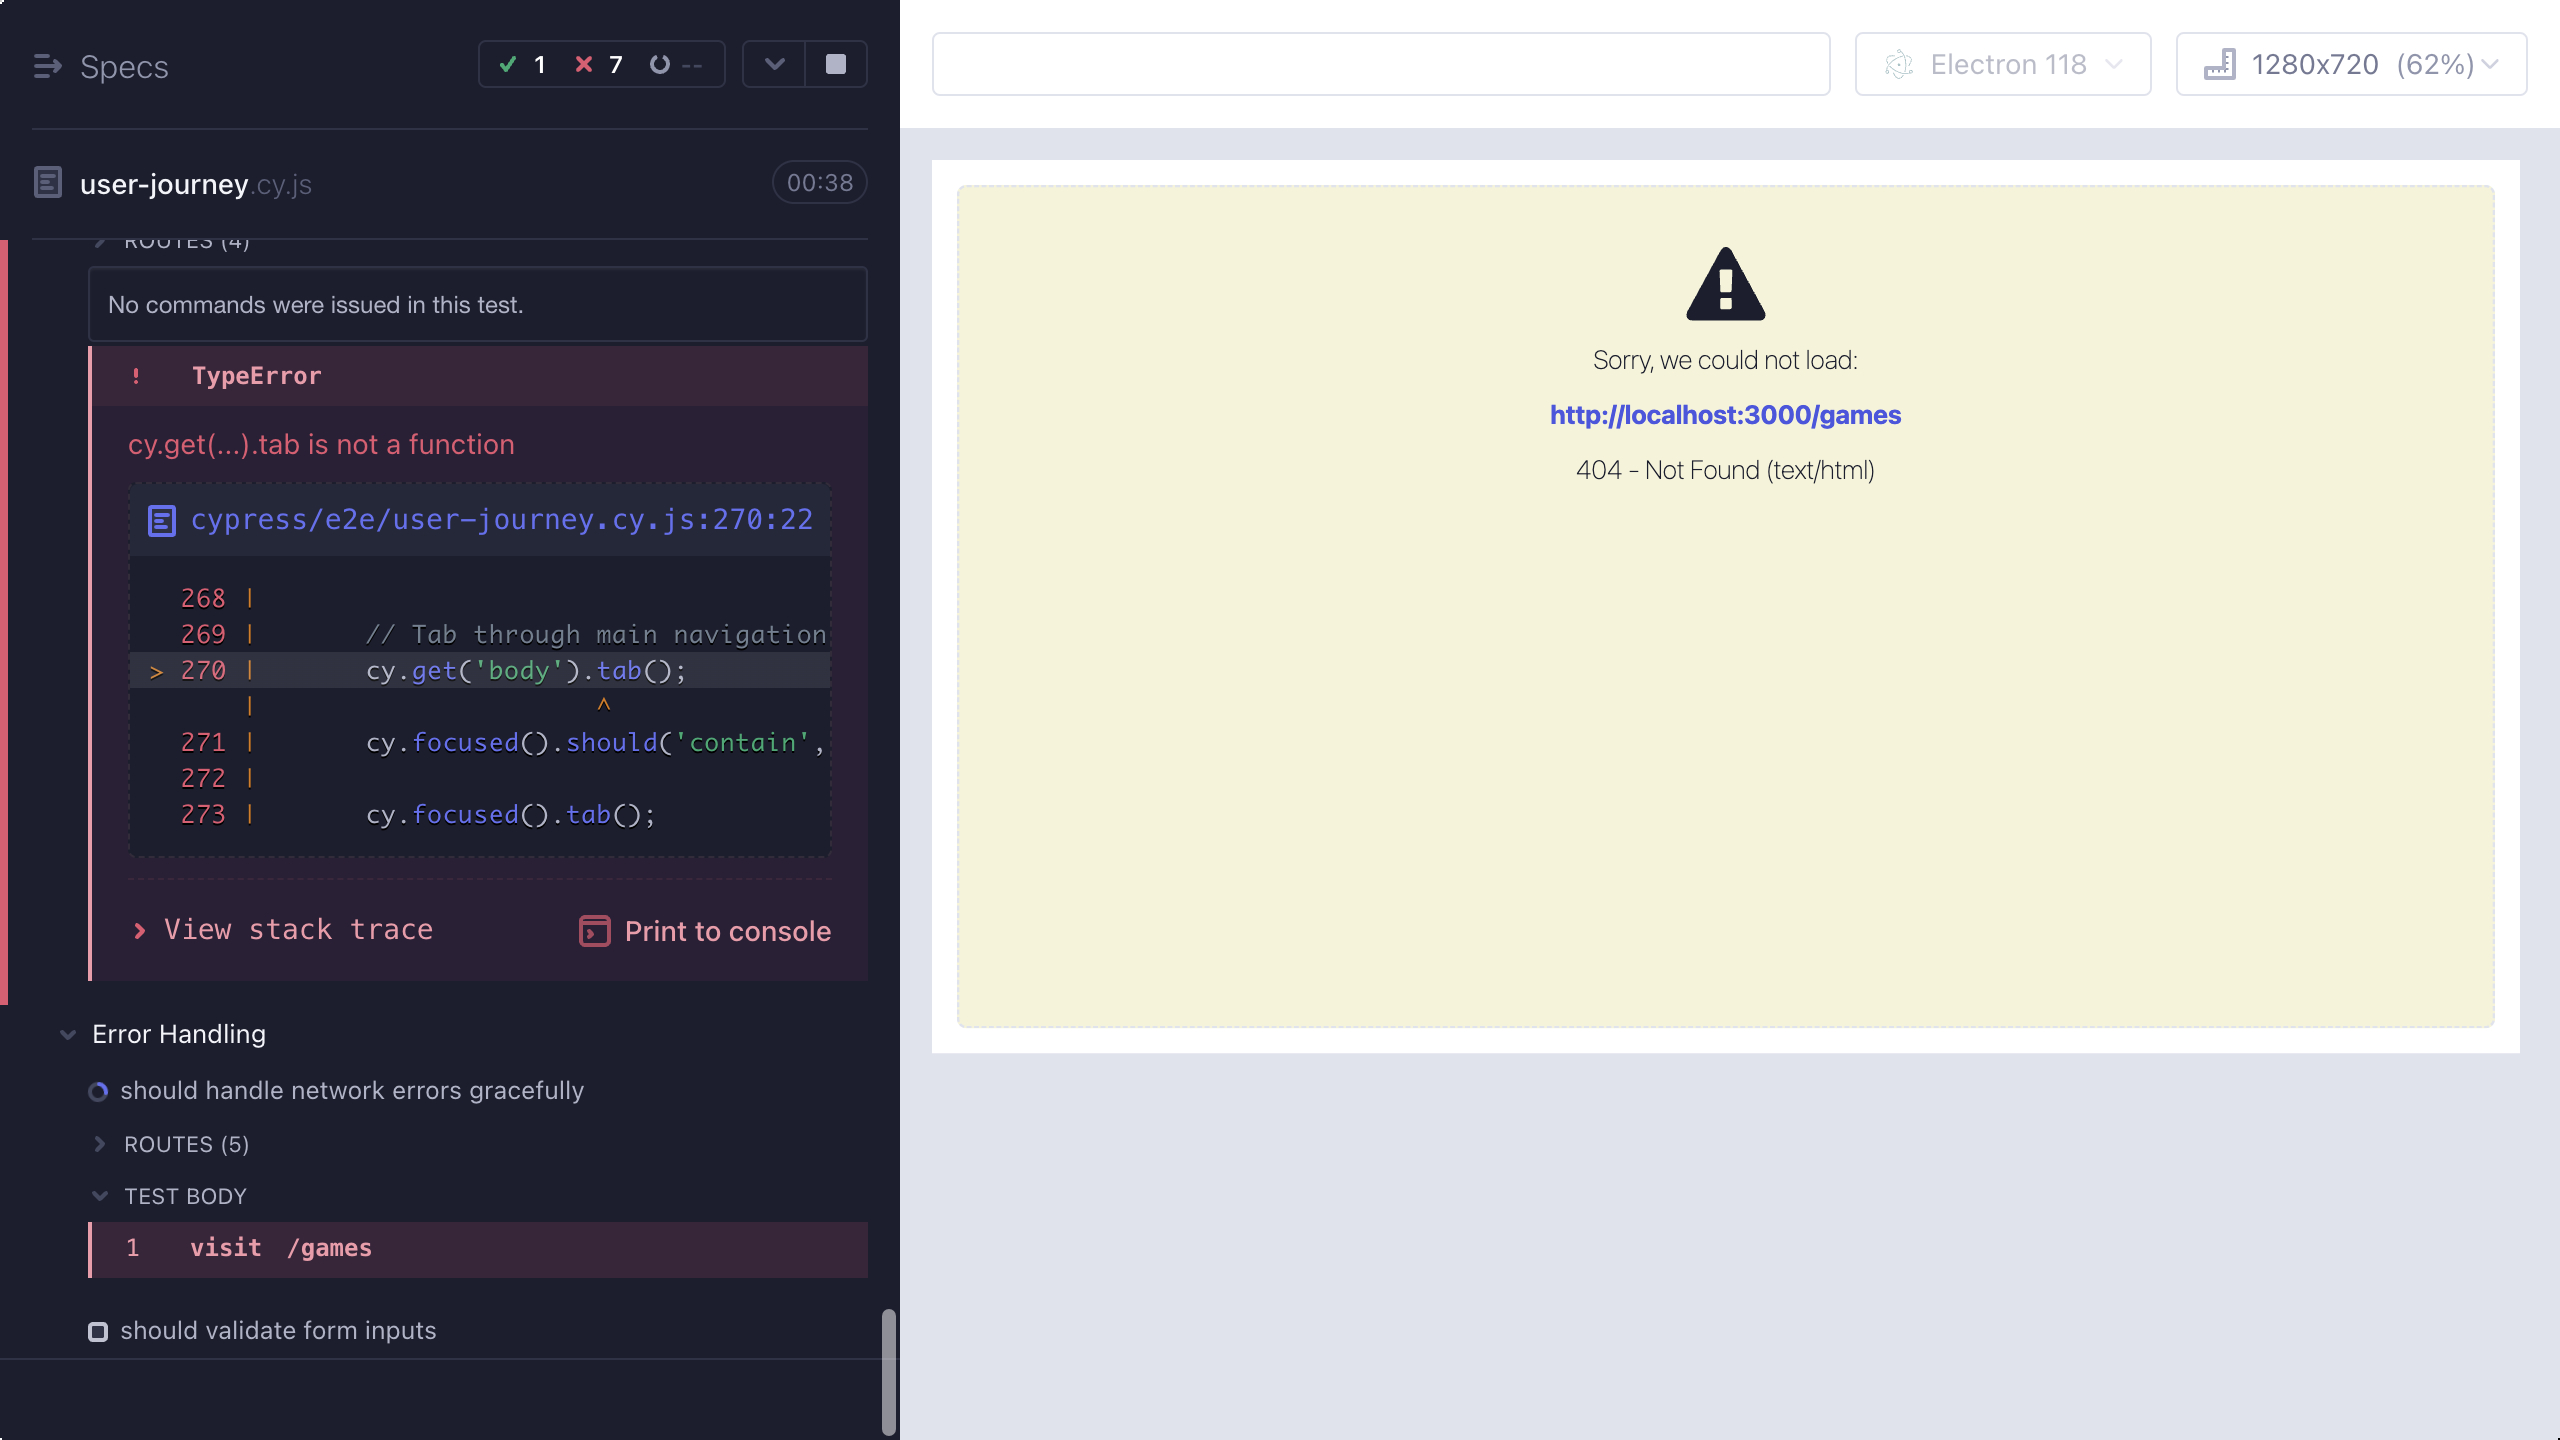 Specs
1 7 --
user-journey.cy.js 00:38
ROUTES (4)
No commands were issued in this test.
! TypeError
cy.get(...).tab is not a function
cypress/e2e/user-journey.cy.js:270:22
268 |
269 | // Tab through main navigation
> 270 | cy.get('body').tab();
| ^
271 | cy.focused().should('contain',
272 |
273 | cy.focused().tab();
View stack trace Print to console
Error Handling
should handle network errors gracefully
ROUTES (5)
TEST BODY
1 visit /games
should validate form inputs
Electron 118 1280x720 (62%)
Sorry, we could not load:
http://localhost:3000/games
404 - Not Found (text/html)